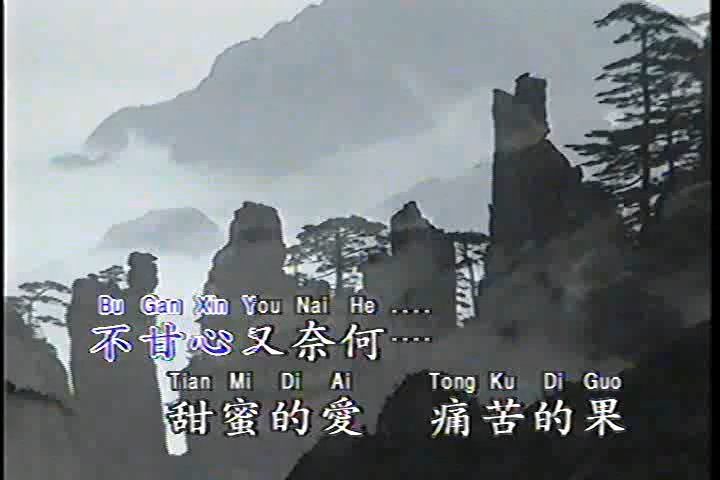 Bu Gan Xin You Nai He ....
不甘心又奈何……
Tian Mi Di Ai Tong Ku Di Guo
甜蜜的愛 痛苦的果